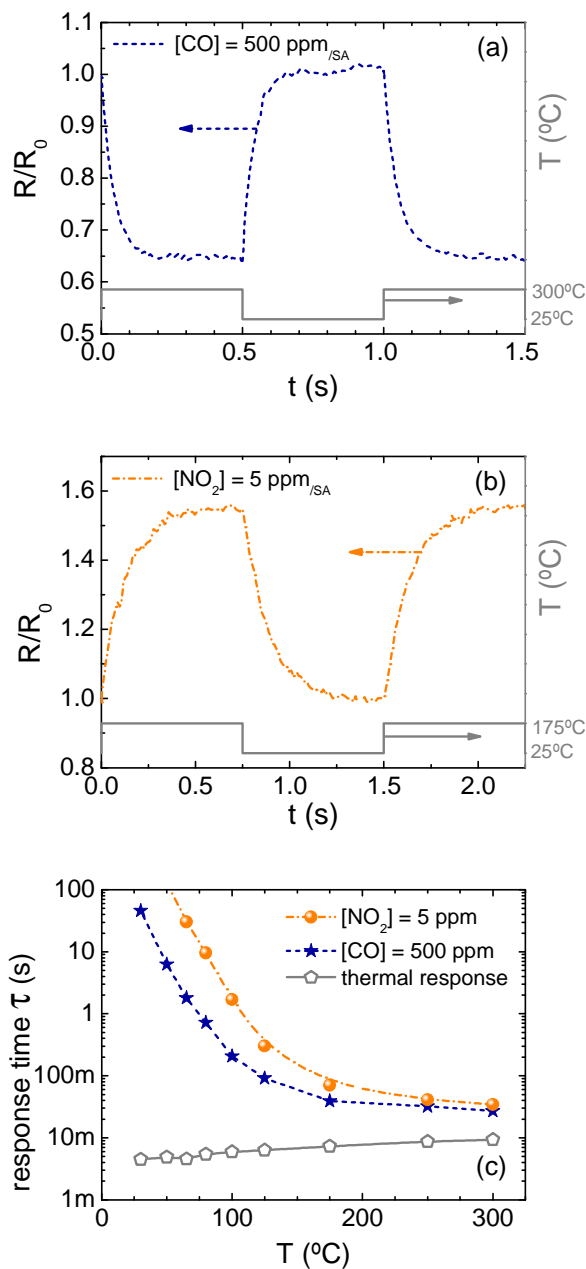 [CO] = 500 ppm/SA
(a)
1.1
1.0
0.9
0.8
0.7
0.6
0.5
R/R0
T (ºC)
300ºC
25ºC
0.0 0.5 1.0 1.5
t (s)
[NO2] = 5 ppm/SA
(b)
1.6
1.4
1.2
1.0
0.8
R/R0
T (ºC)
175ºC
25ºC
0.0 0.5 1.0 1.5 2.0
t (s)
100
10
1
100m
10m
1m
response time τ (s)
[NO2] = 5 ppm
[CO] = 500 ppm
thermal response
(c)
0 100 200 300
T (ºC)